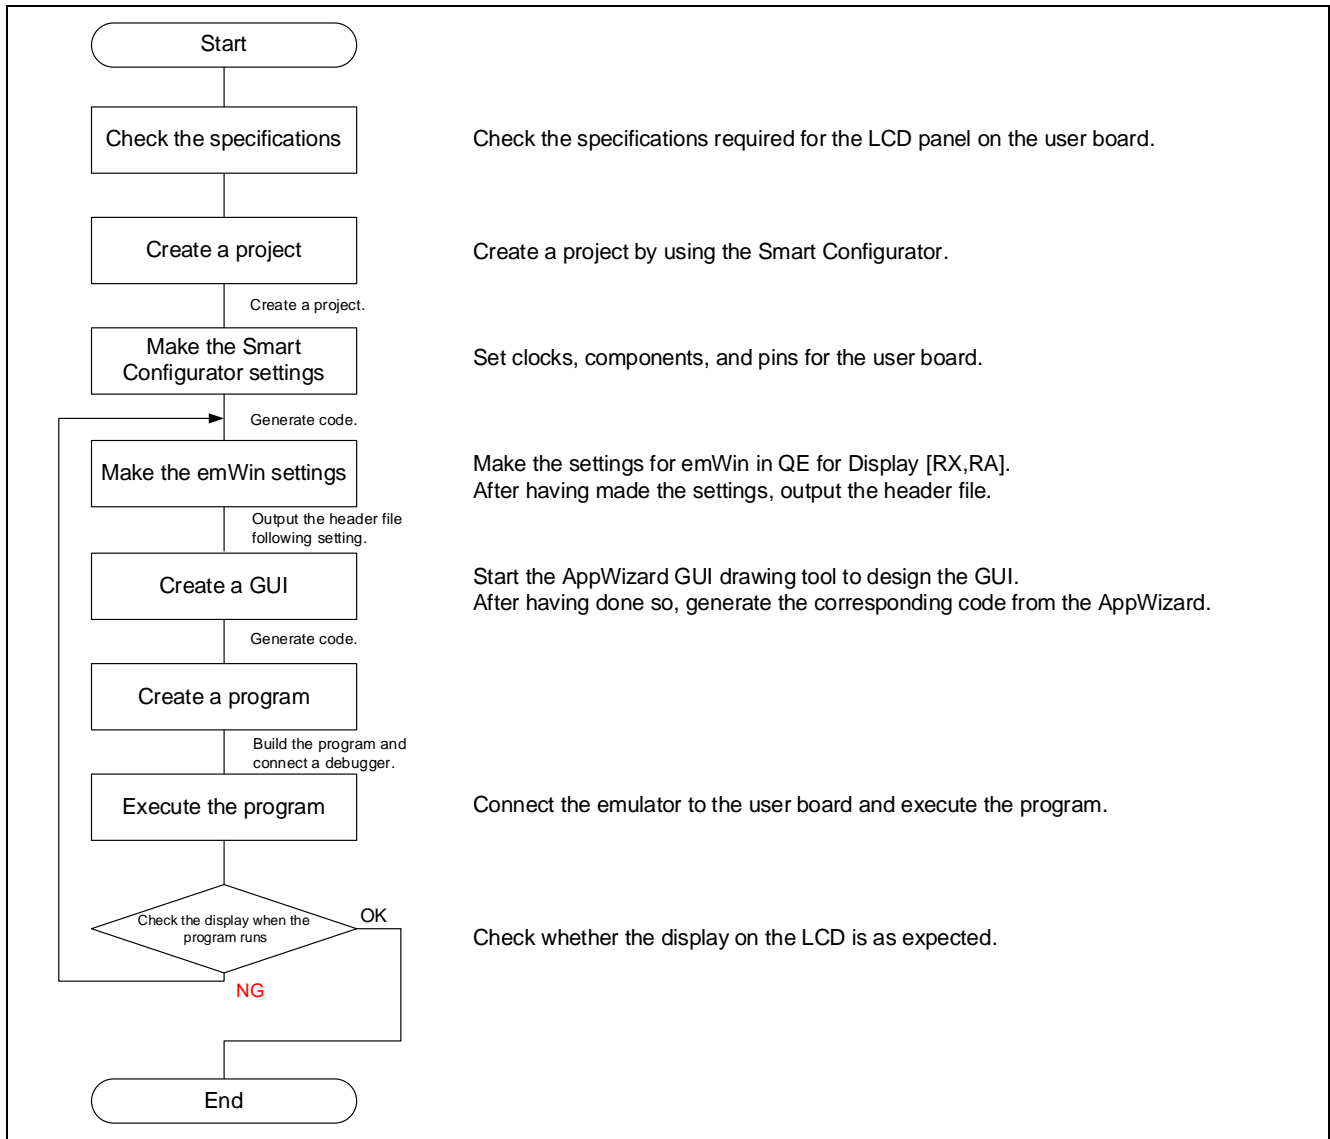 Start
Check the specifications
Check the specifications required for the LCD panel on the user board.
Create a project
Create a project by using the Smart Configurator.
Create a project.
Make the Smart
Configurator settings
Set clocks, components, and pins for the user board.
Generate code.
Make the emWin settings
Make the settings for emWin in QE for Display [RX,RA].
After having made the settings, output the header file.
Output the header file
following setting.
Create a GUI
Start the AppWizard GUI drawing tool to design the GUI.
After having done so, generate the corresponding code from the AppWizard.
Generate code.
Create a program
Build the program and
connect a debugger.
Execute the program
Connect the emulator to the user board and execute the program.
Check the display when the
program runs
OK
Check whether the display on the LCD is as expected.
NG
End